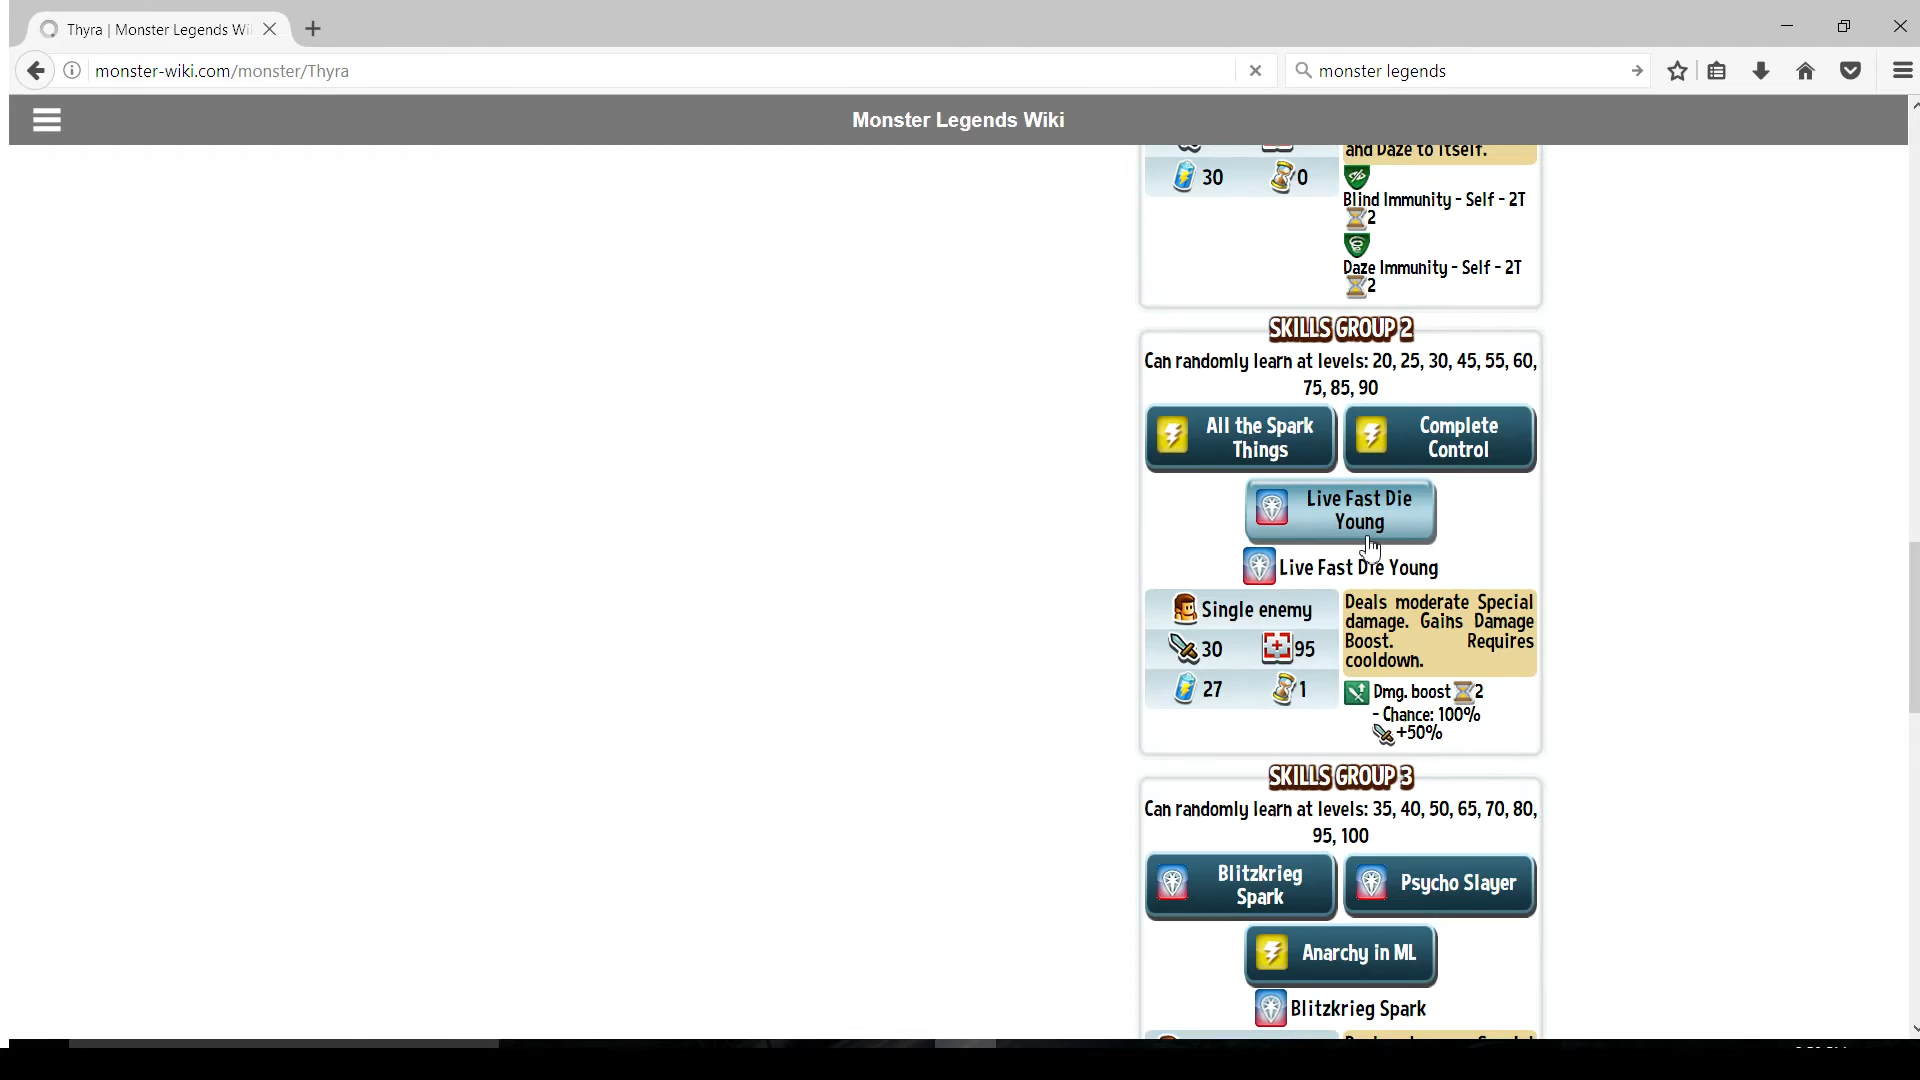 Thyra | Monster Legends Wi
monster-wiki.com/monster/Thyra
monster legends
Monster Legends Wiki
and Daze to Itself.
30
0
Blind Immunity - Self - 2T
2
Daze Immunity - Self - 2T
2
SKILLS GROUP 2
Can randomly learn at levels: 20, 25, 30, 45, 55, 60,
75, 85, 90
All the Spark
Things
Complete
Control
Live Fast Die
Young
Live Fast Die Young
Single enemy
30
95
27
1
Deals moderate Special
damage. Gains Damage
Boost. Requires
cooldown.
Dmg. boost 2
- Chance: 100%
+50%
SKILLS GROUP 3
Can randomly learn at levels: 35, 40, 50, 65, 70, 80,
95, 100
Blitzkrieg
Spark
Psycho Slayer
Anarchy in ML
Blitzkrieg Spark